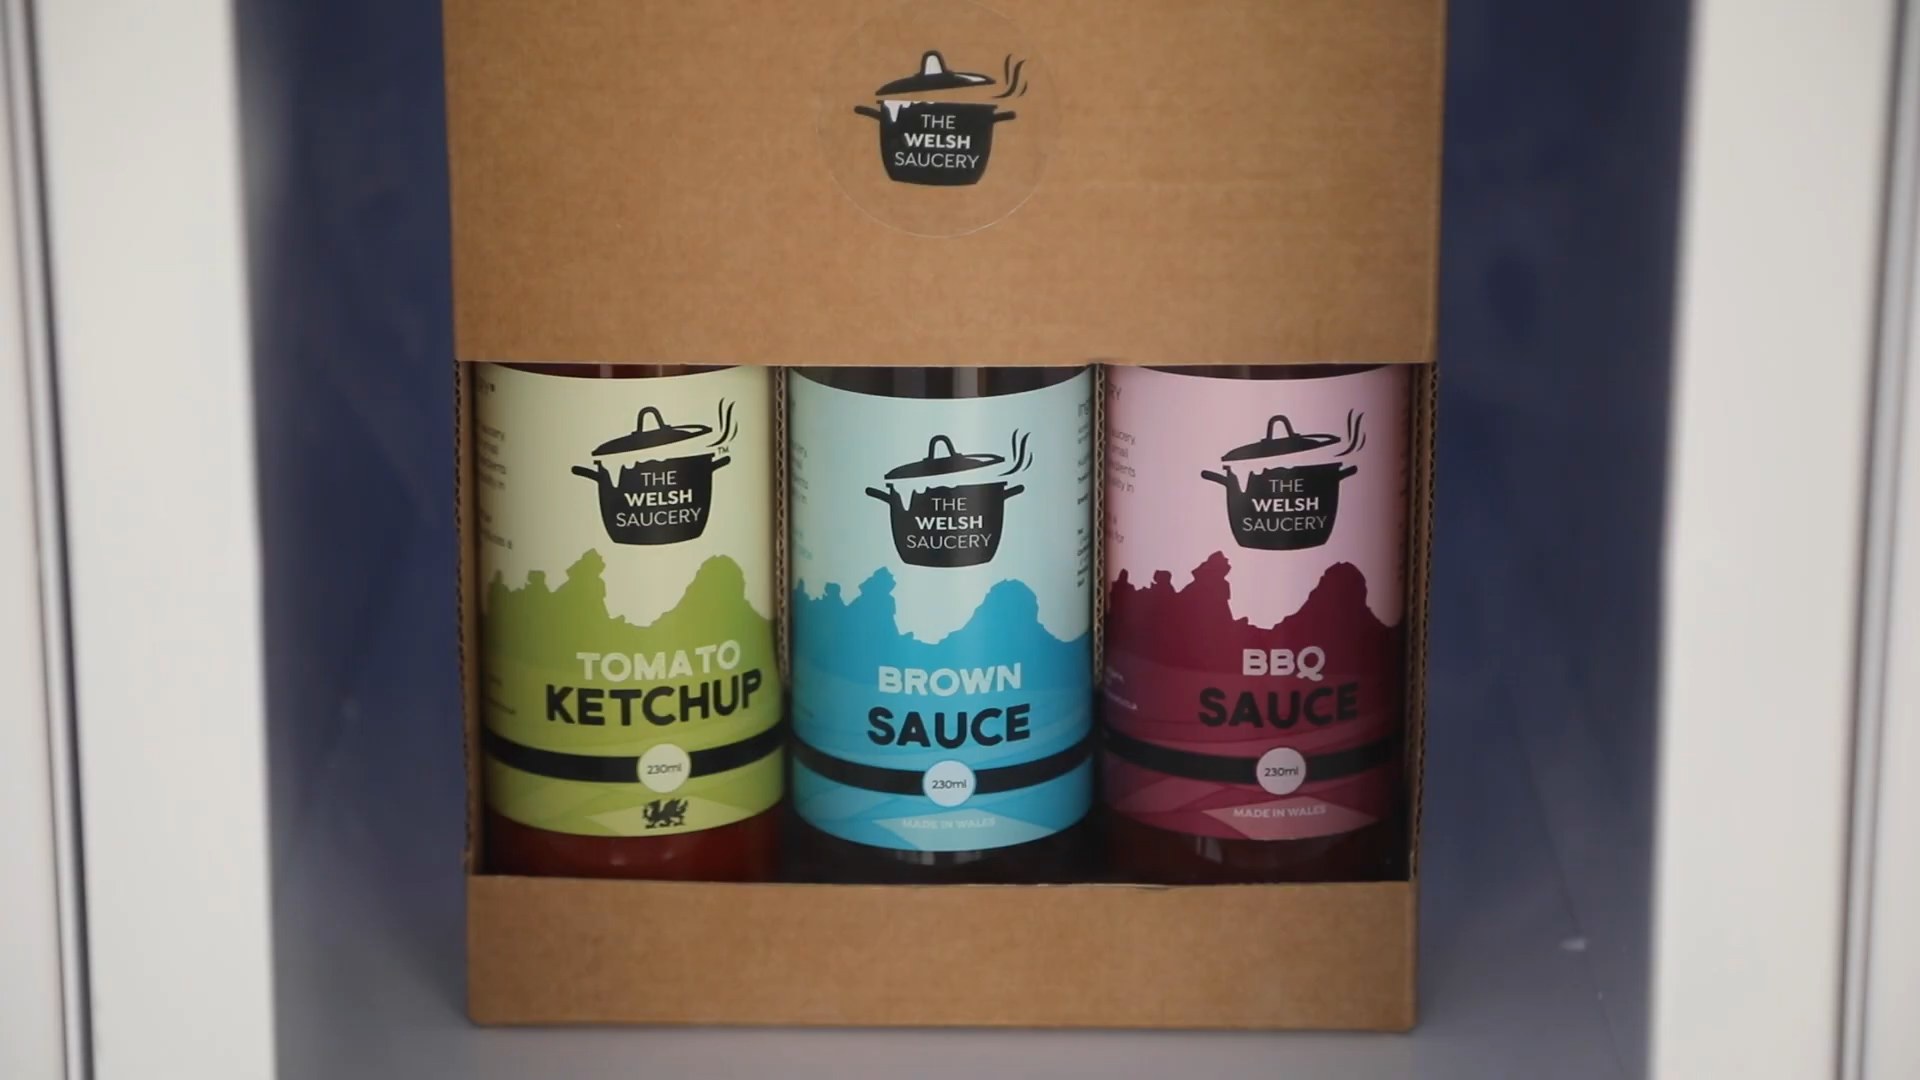 THE
WELSH
SAUCERY
THE
WELSH
SAUCERY
TM
TOMATO
KETCHUP
230ml
THE
WELSH
SAUCERY
BROWN
SAUCE
230ml
MADE IN WALES
THE
WELSH
SAUCERY
BBQ
SAUCE
230ml
MADE IN WALES